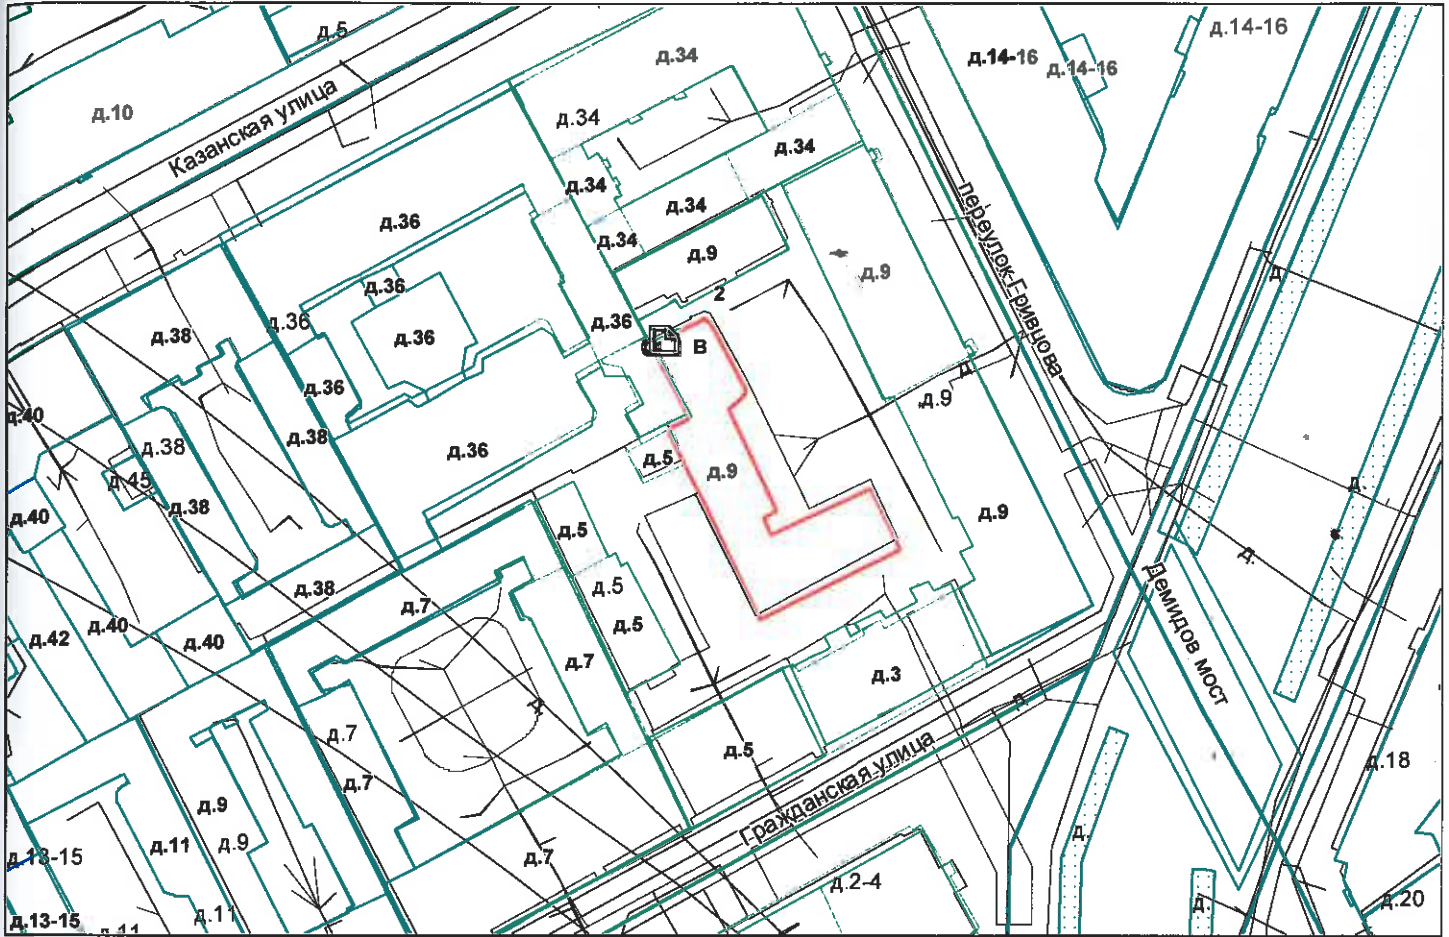 д.5
д.34
д.14-16
д.14-16
д.14-16
д.10
Казанская улица
д.34
д.34
д.34
д.34
д.34
переулок Гривцова
д.36
д.9
д.9
д.
д.36
2
д.36
д.36
д.38
д.36
В
д.36
д.9
д.
д.40
д.38
д.38
д.36
д.5
д.9
д.45
д.
д.38
д.40
д.5
д.9
д.
д.5
Демидов мост
д.38
д.7
д.5
д.42
д.40
д.40
д.7
д.3
д.
д.
д.7
д.5
д.18
д.7
Гражданская улица
д.9
д.9
д.11
д.
д.13-15
д.7
д.2-4
д.20
д.11
д.
д.13-15
д.11